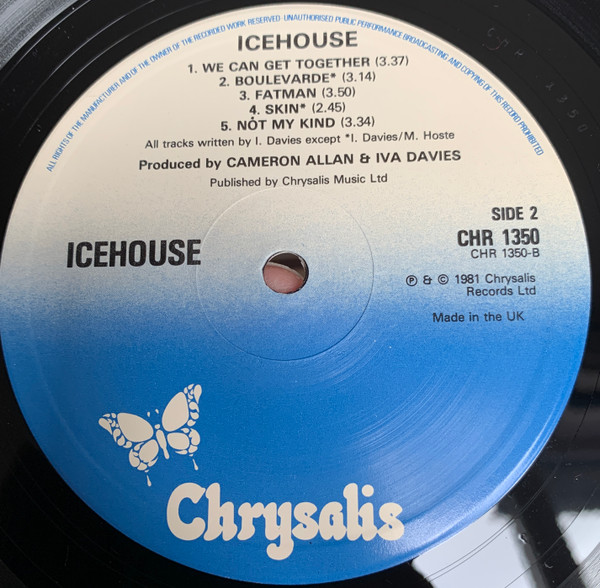 ALL RIGHTS OF THE MANUFACTURER AND OF THE OWNER OF THE RECORDED WORK RESERVED · UNAUTHORISED PUBLIC PERFORMANCE BROADCASTING AND COPYING OF THIS RECORD PROHIBITED
ICEHOUSE
1. WE CAN GET TOGETHER (3.37)
2. BOULEVARDE* (3.14)
3. FATMAN (3.50)
4. SKIN* (2.45)
5. NOT MY KIND (3.34)
All tracks written by I. Davies except *I. Davies/M. Hoste
Produced by CAMERON ALLAN & IVA DAVIES
Published by Chrysalis Music Ltd
SIDE 2
ICEHOUSE
CHR 1350
CHR 1350-B
Ⓟ & © 1981 Chrysalis
Records Ltd
Made in the UK
Chrysalis